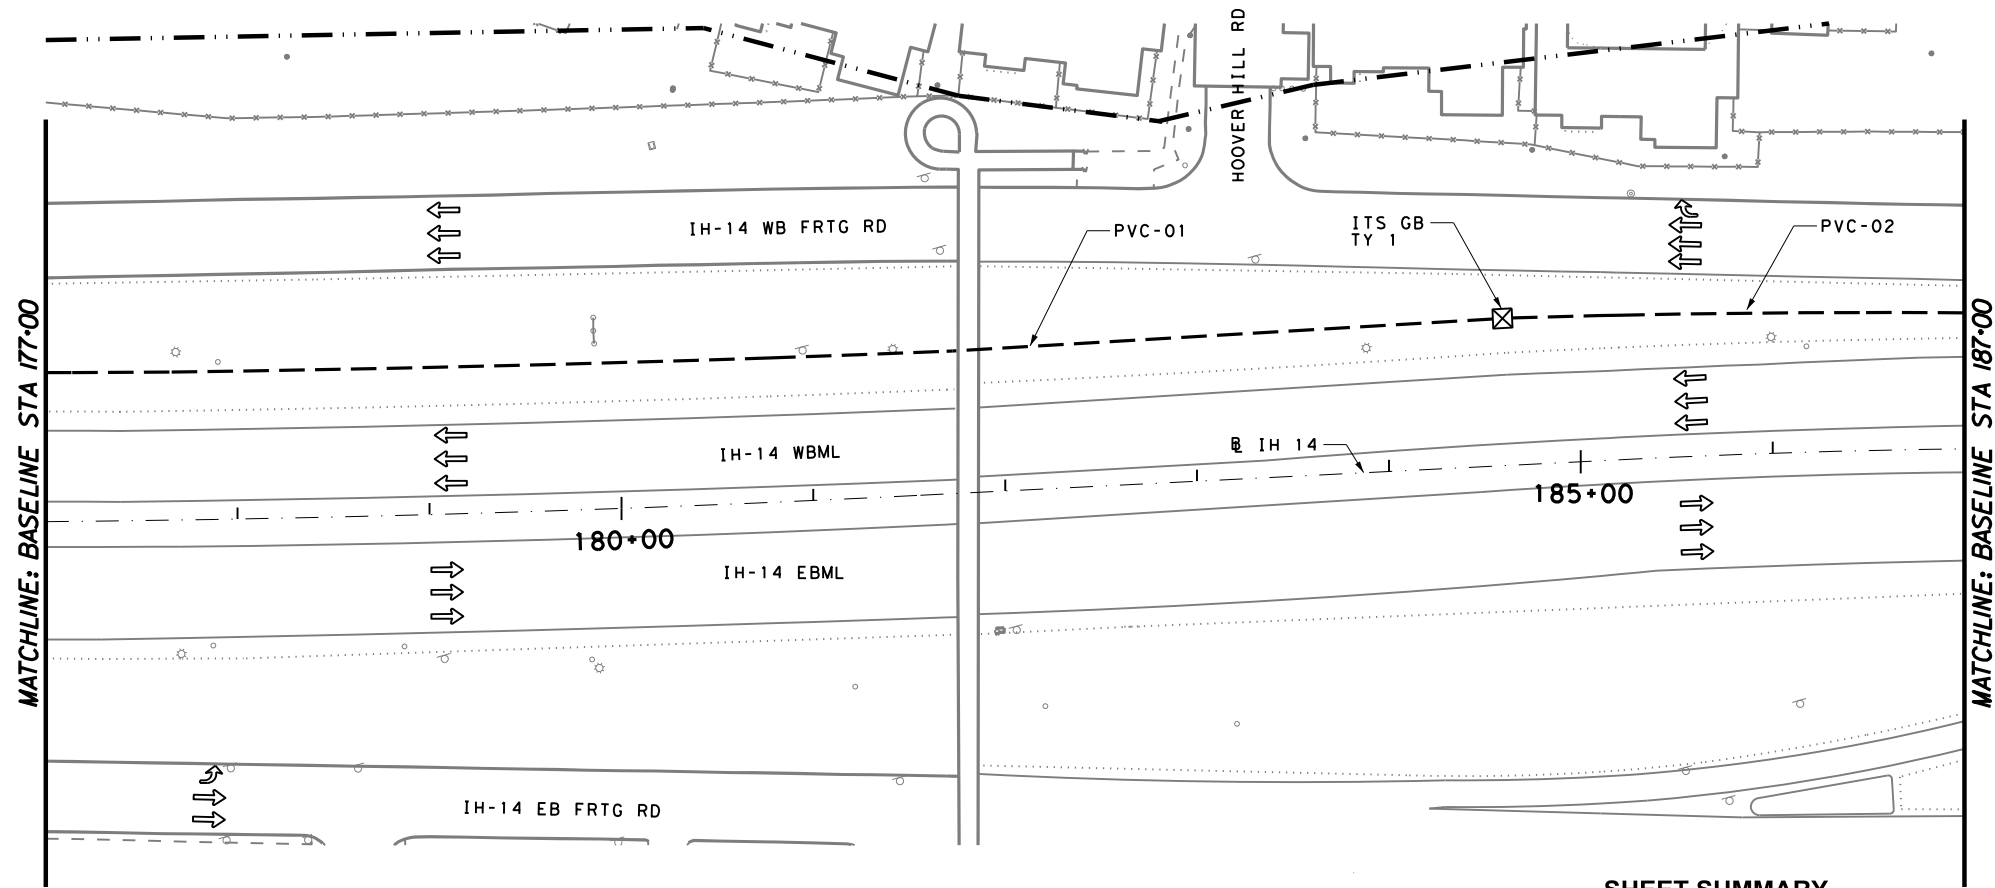 HOOVER HILL RD
IH-14 WB FRTG RD
PVC-01
ITS GB
TY 1
PVC-02
MATCHLINE: BASELINE STA 177+00
MATCHLINE: BASELINE STA 187+00
BL IH 14
IH-14 WBML
185+00
180+00
IH-14 EBML
IH-14 EB FRTG RD
SHEET SUMMARY